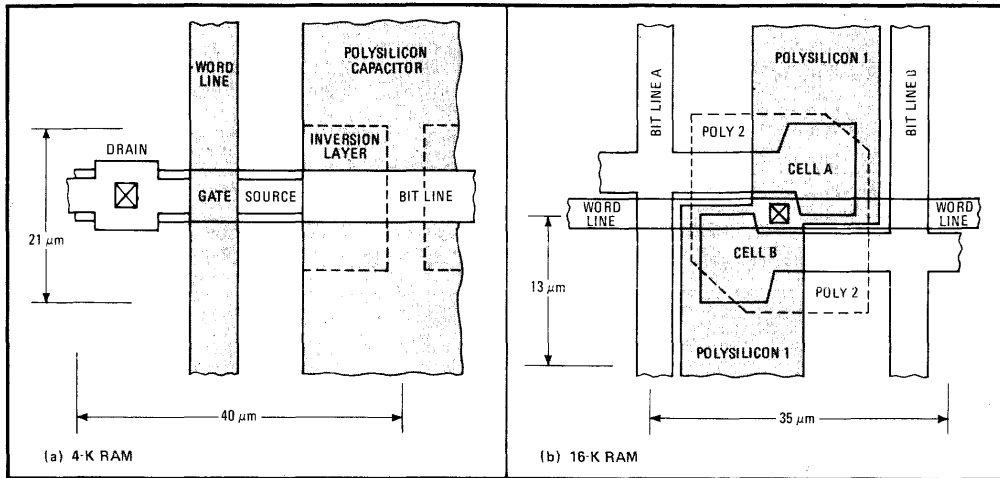 WORD
LINE
POLYSILICON
CAPACITOR
DRAIN
INVERSION
LAYER
GATE
SOURCE
BIT LINE
21 μm
40 μm
(a) 4-K RAM
BIT LINE A
POLYSILICON 1
BIT LINE B
POLY 2
CELL A
WORD
LINE
WORD
LINE
CELL B
13 μm
POLY 2
POLYSILICON 1
35 μm
(b) 16-K RAM